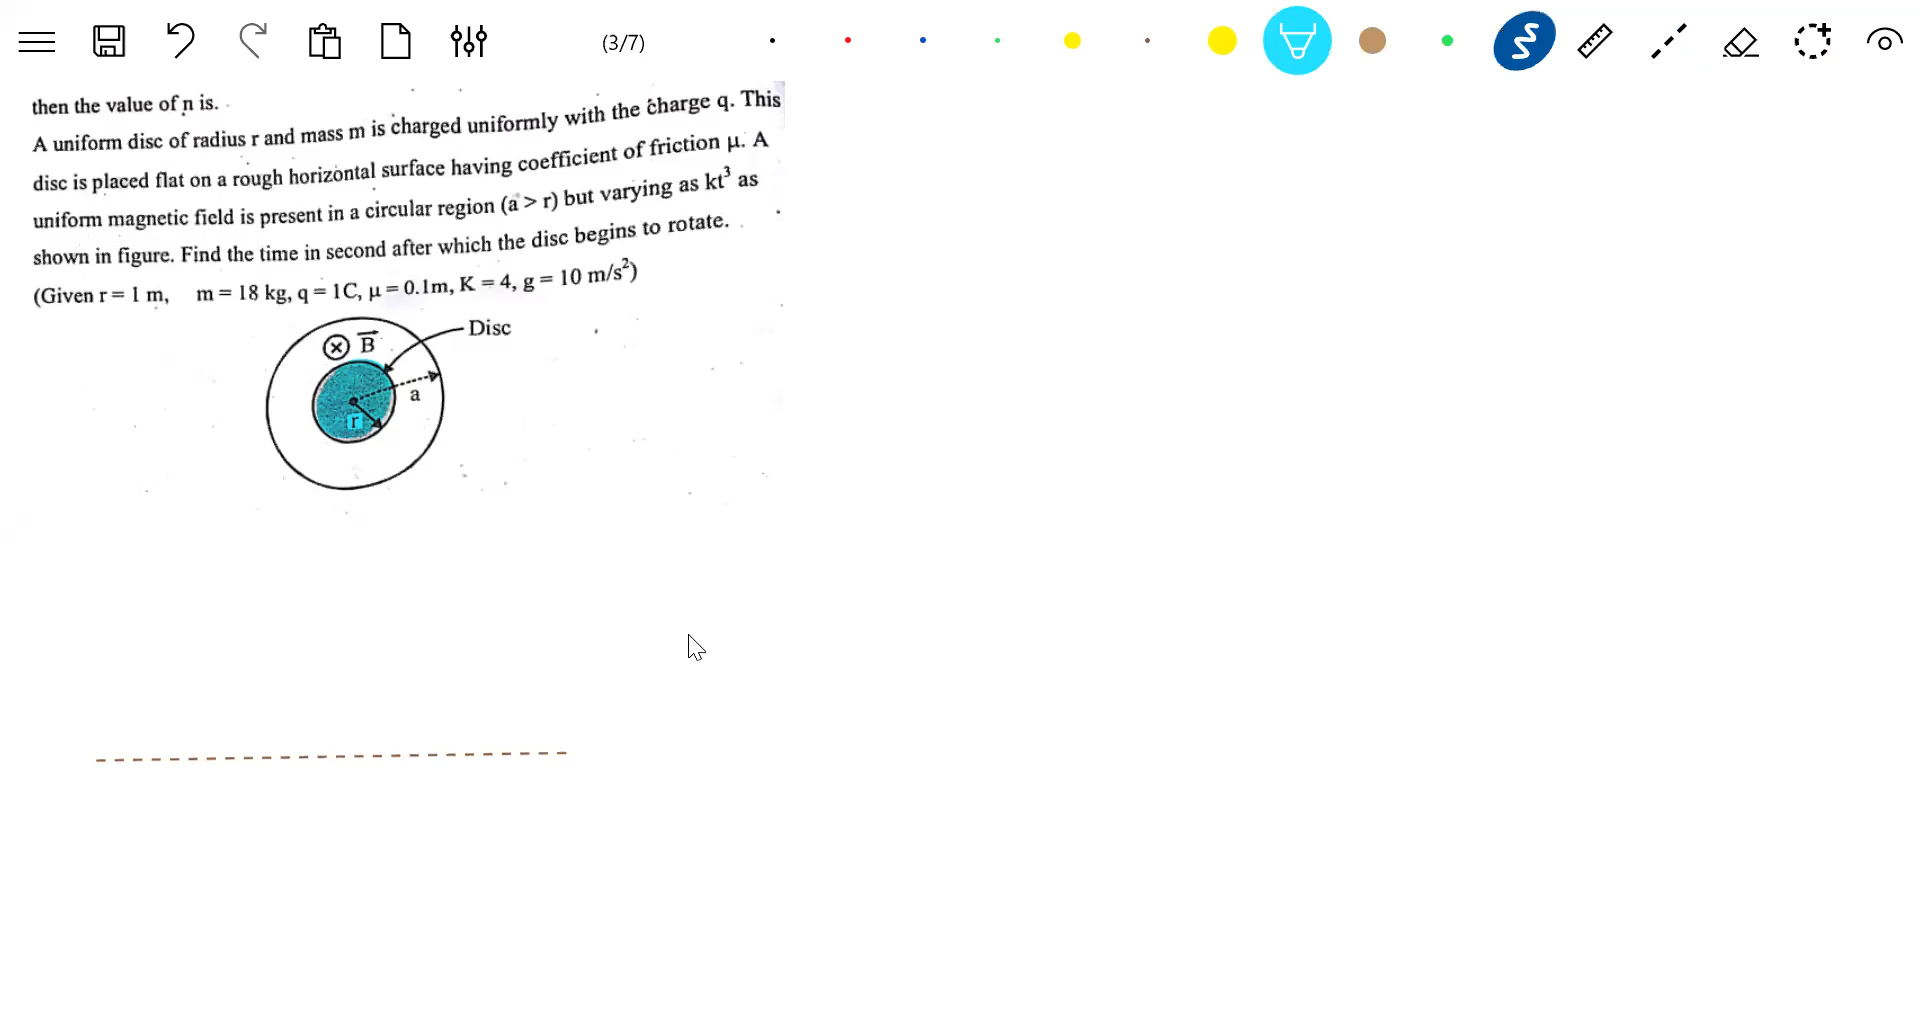 (3/7)
then the value of n is.
A uniform disc of radius r and mass m is charged uniformly with the charge q. This
disc is placed flat on a rough horizontal surface having coefficient of friction μ. A
uniform magnetic field is present in a circular region (a > r) but varying as kt³ as
shown in figure. Find the time in second after which the disc begins to rotate.
(Given r = 1 m, m = 18 kg, q = 1C, μ = 0.1m, K = 4, g = 10 m/s²)
Disc
B
a
r